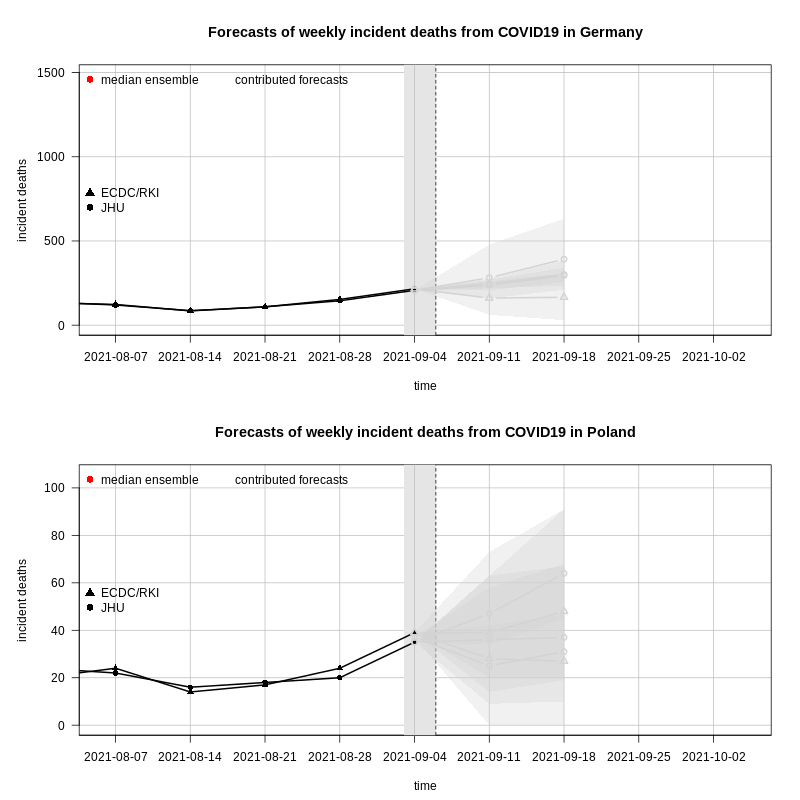 Forecasts of weekly incident deaths from COVID19 in Germany
1500
median ensemble contributed forecasts
1000
ECDC/RKI
JHU
incident deaths
500
0
2021-08-07 2021-08-14 2021-08-21 2021-08-28 2021-09-04 2021-09-11 2021-09-18 2021-09-25 2021-10-02
time
Forecasts of weekly incident deaths from COVID19 in Poland
100
median ensemble contributed forecasts
80
60
ECDC/RKI
JHU
incident deaths
40
20
0
2021-08-07 2021-08-14 2021-08-21 2021-08-28 2021-09-04 2021-09-11 2021-09-18 2021-09-25 2021-10-02
time